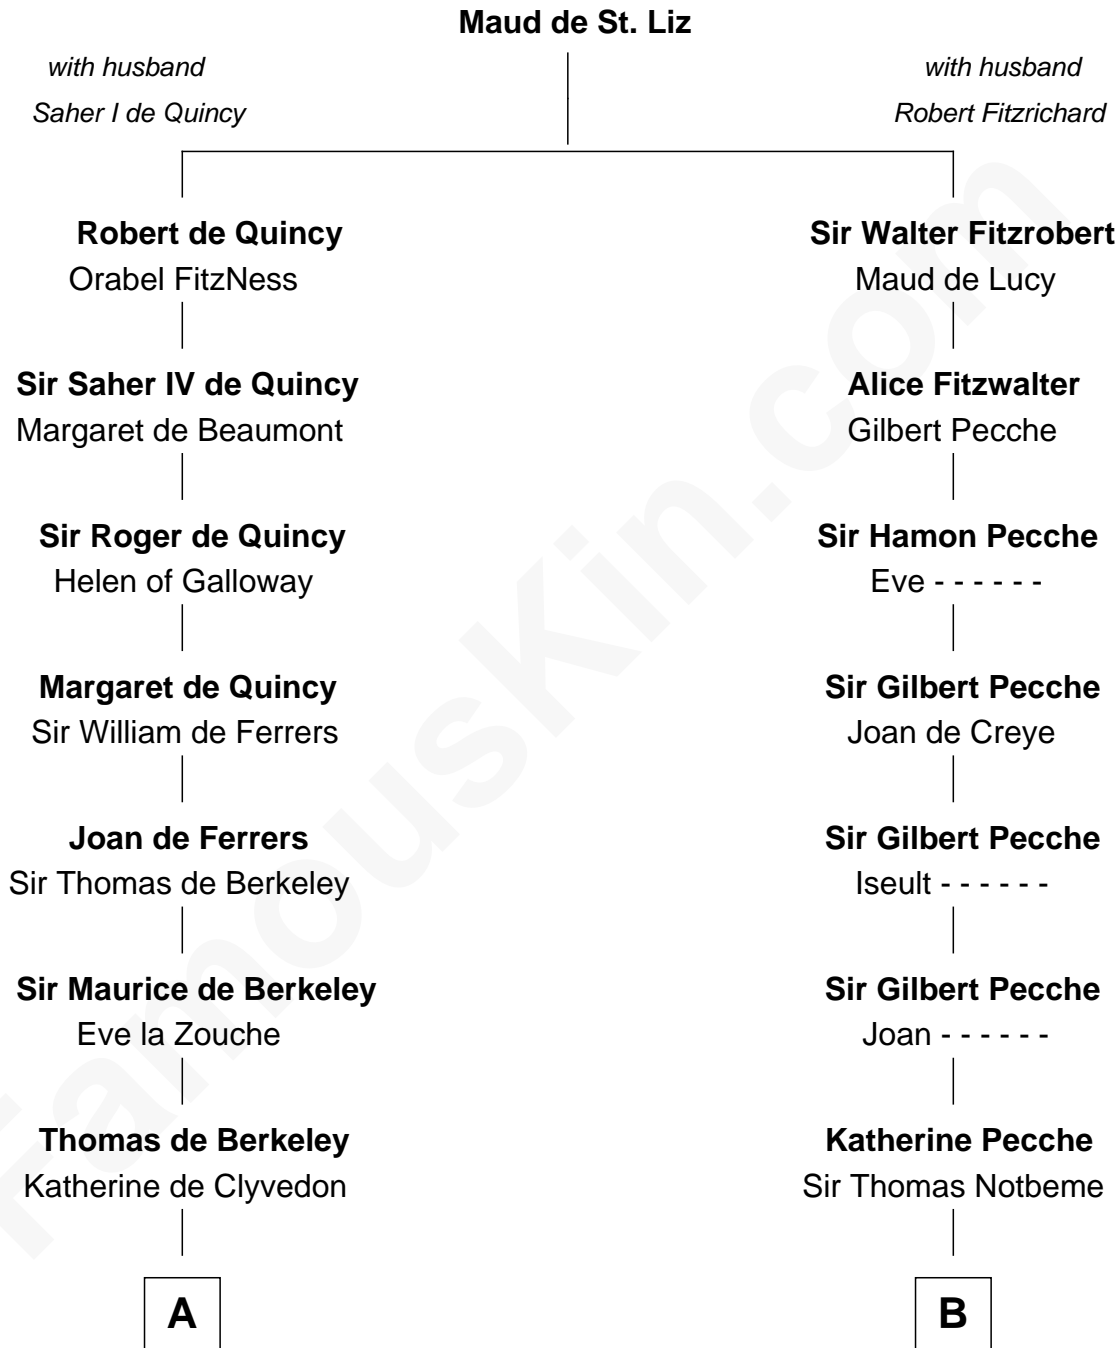 Maud de St. Liz
with husband
Saher I de Quincy
with husband
Robert Fitzrichard
Robert de Quincy
Orabel FitzNess
Sir Walter Fitzrobert
Maud de Lucy
Sir Saher IV de Quincy
Margaret de Beaumont
Alice Fitzwalter
Gilbert Pecche
Sir Roger de Quincy
Helen of Galloway
Sir Hamon Pecche
Eve - - - - - -
Margaret de Quincy
Sir William de Ferrers
Sir Gilbert Pecche
Joan de Creye
Joan de Ferrers
Sir Thomas de Berkeley
Sir Gilbert Pecche
Iseult - - - - - -
Sir Maurice de Berkeley
Eve la Zouche
Sir Gilbert Pecche
Joan - - - - - -
Thomas de Berkeley
Katherine de Clyvedon
Katherine Pecche
Sir Thomas Notbeme
A
B
FamousKin.com